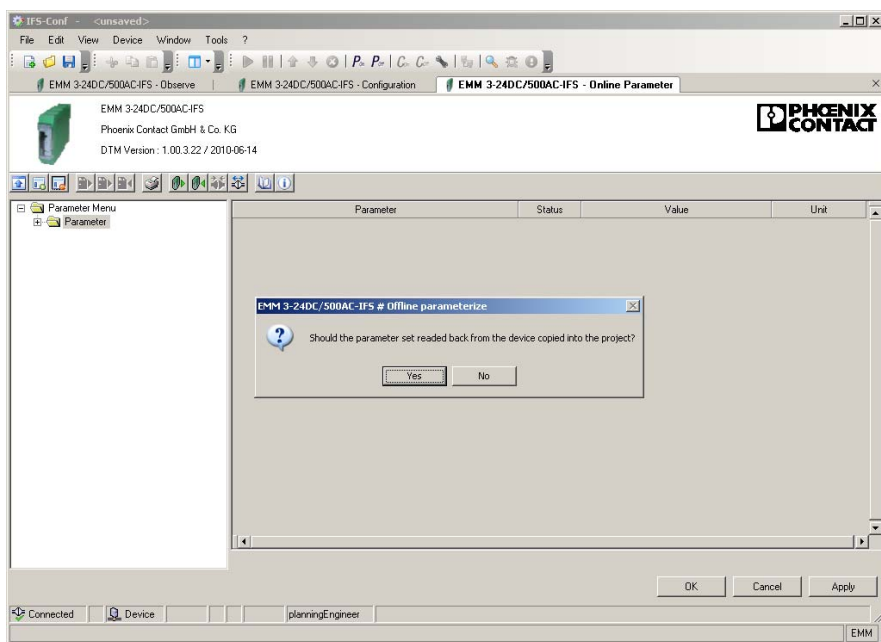 IFS-Conf - <unsaved>
File Edit View Device Window Tools ?
EMM 3-24DC/500AC-IFS - Observe EMM 3-24DC/500AC-IFS - Configuration EMM 3-24DC/500AC-IFS - Online Parameter
EMM 3-24DC/500AC-IFS
Phoenix Contact GmbH & Co. KG
DTM Version : 1.00.3.22 / 2010-06-14
PHŒNIX
CONTACT
Parameter Menu
Parameter
Parameter Status Value Unit
EMM 3-24DC/500AC-IFS # Offline parameterize
Should the parameter set readed back from the device copied into the project?
Yes No
OK Cancel Apply
Connected Device planningEngineer
EMM